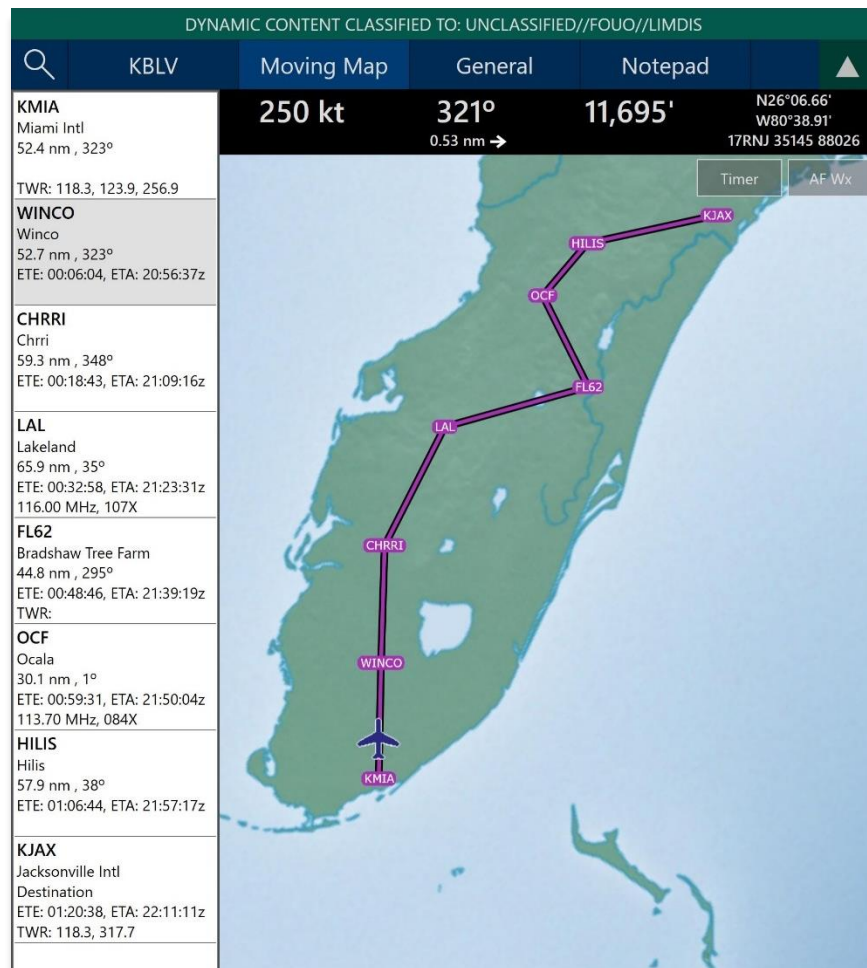 DYNAMIC CONTENT CLASSIFIED TO: UNCLASSIFIED//FOUO//LIMDIS
KBLV Moving Map General Notepad
250 kt 321º 11,695'
0.53 nm →
N26°06.66'
W80°38.91'
17RNJ 35145 88026
Timer AF Wx
KMIA
Miami Intl
52.4 nm , 323º
TWR: 118.3, 123.9, 256.9
WINCO
Winco
52.7 nm , 323º
ETE: 00:06:04, ETA: 20:56:37z
CHRRI
Chrri
59.3 nm , 348º
ETE: 00:18:43, ETA: 21:09:16z
LAL
Lakeland
65.9 nm , 35º
ETE: 00:32:58, ETA: 21:23:31z
116.00 MHz, 107X
FL62
Bradshaw Tree Farm
44.8 nm , 295º
ETE: 00:48:46, ETA: 21:39:19z
TWR:
OCF
Ocala
30.1 nm , 1º
ETE: 00:59:31, ETA: 21:50:04z
113.70 MHz, 084X
HILIS
Hilis
57.9 nm , 38º
ETE: 01:06:44, ETA: 21:57:17z
KJAX
Jacksonville Intl
Destination
ETE: 01:20:38, ETA: 22:11:11z
TWR: 118.3, 317.7
KJAX
HILIS
OCF
FL62
LAL
CHRRI
WINCO
KMIA